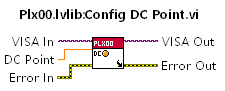 Plx00.lvlib:Config DC Point.vi
VISA In
PLX00
VISA Out
DC Point
DC
Error In
Error Out